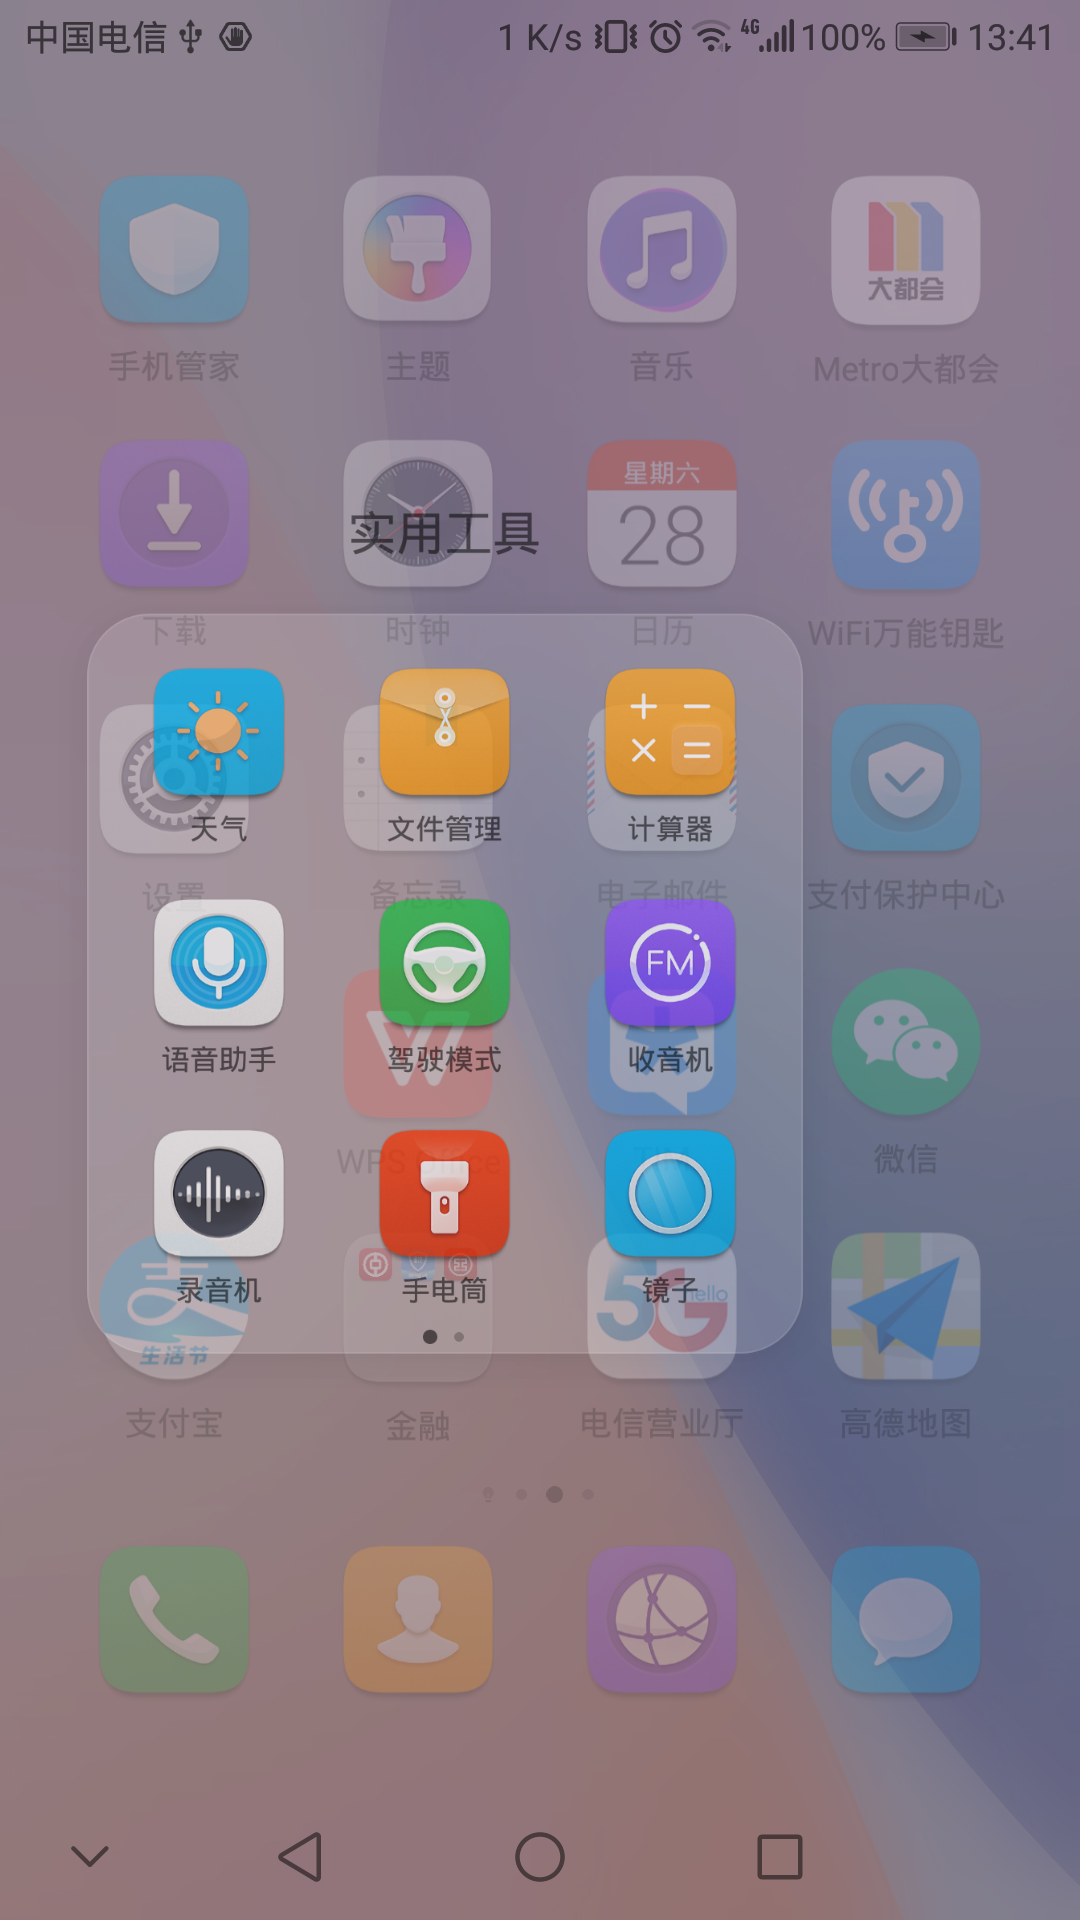 中国电信 1 K/s 4G 100% 13:41
大都会
手机管家 主题 音乐 Metro大都会
星期六
28
实用工具
下载 时钟 日历 WiFi万能钥匙
天气 文件管理 计算器
设置 备忘录 电子邮件 支付保护中心
FM
W
语音助手 驾驶模式 收音机
WPS Office 微信
支
5G hello
录音机 手电筒 镜子
生活节
支付宝 金融 电信营业厅 高德地图